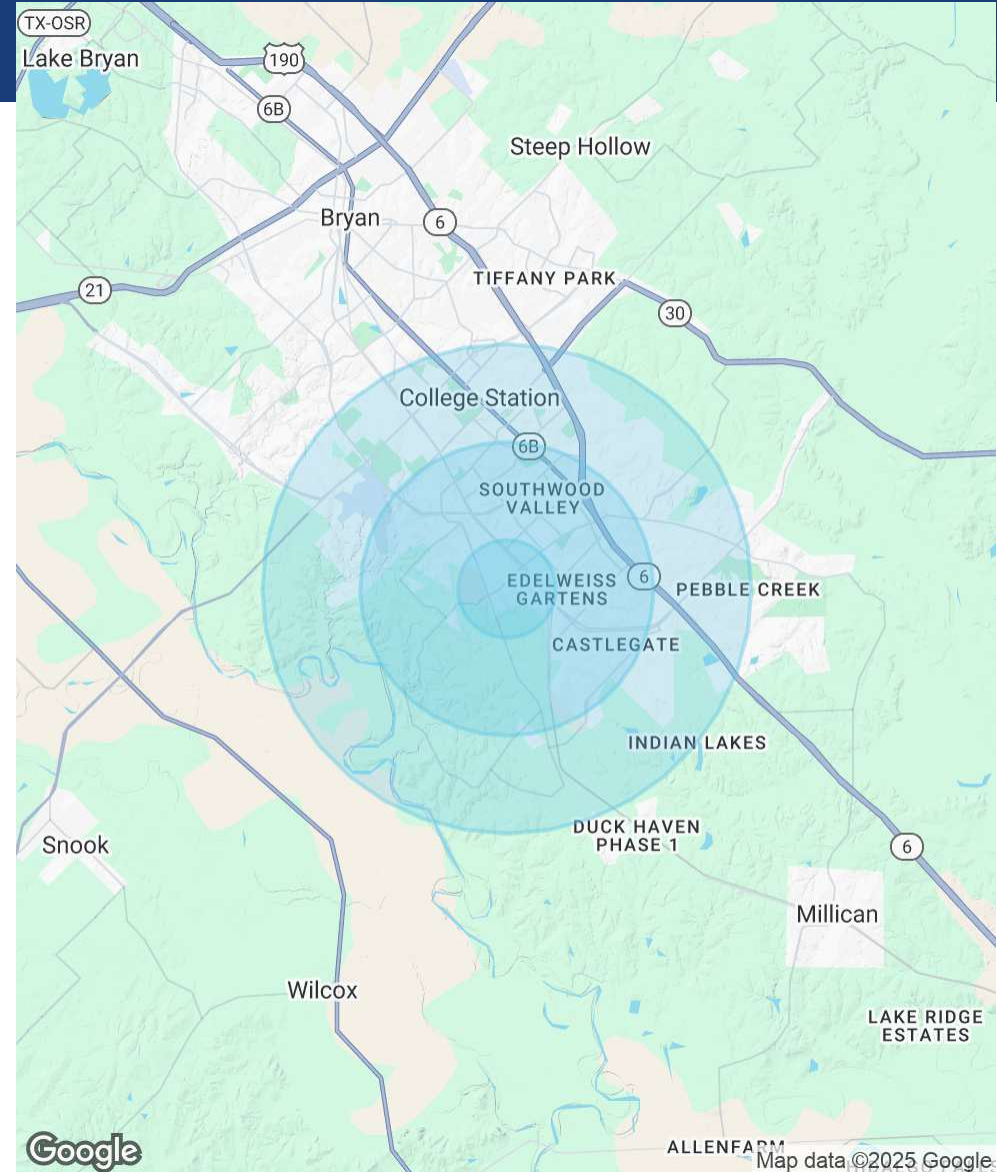 TX-OSR
Lake Bryan
190
6B
Steep Hollow
Bryan
6
TIFFANY PARK
21
30
College Station
6B
SOUTHWOOD
VALLEY
EDELWEISS
GARTENS
6
PEBBLE CREEK
CASTLEGATE
INDIAN LAKES
DUCK HAVEN
PHASE 1
Snook
6
Millican
Wilcox
LAKE RIDGE
ESTATES
ALLENFARM
Google
Map data ©2025 Google